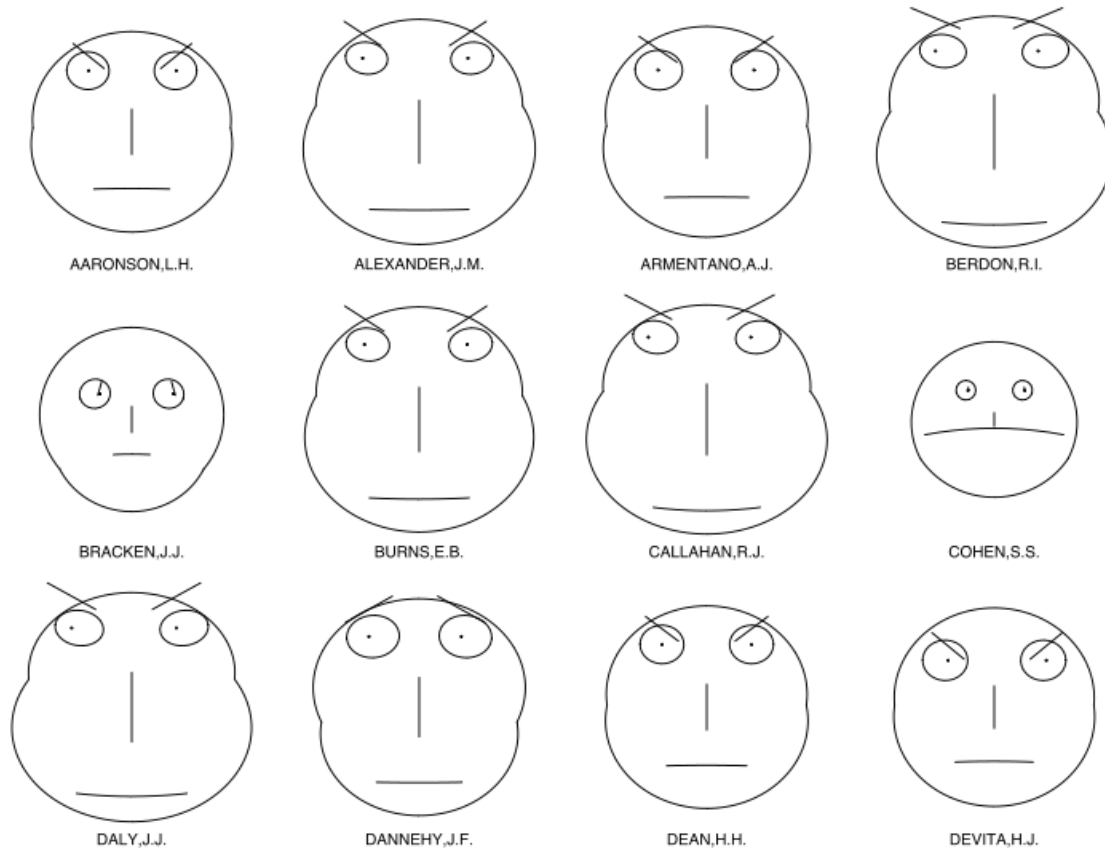 AARONSON,L.H.
ALEXANDER,J.M.
ARMENTANO,A.J.
BERDON,R.I.
BRACKEN,J.J.
BURNS,E.B.
CALLAHAN,R.J.
COHEN,S.S.
DALY,J.J.
DANNEHY,J.F.
DEAN,H.H.
DEVITA,H.J.